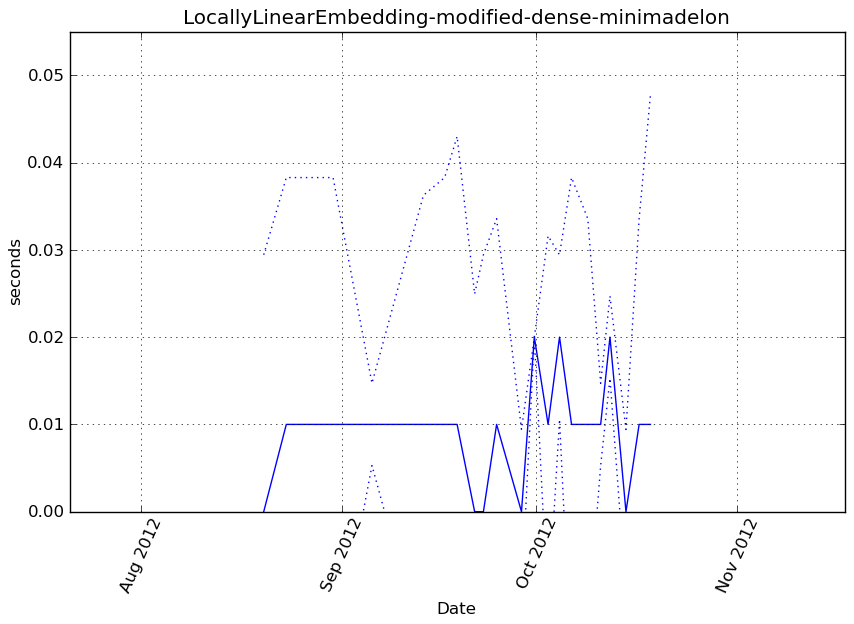 LocallyLinearEmbedding-modified-dense-minimadelon
0.05
0.04
0.03
0.02
0.01
0.00
seconds
Aug 2012
Sep 2012
Oct 2012
Nov 2012
Date